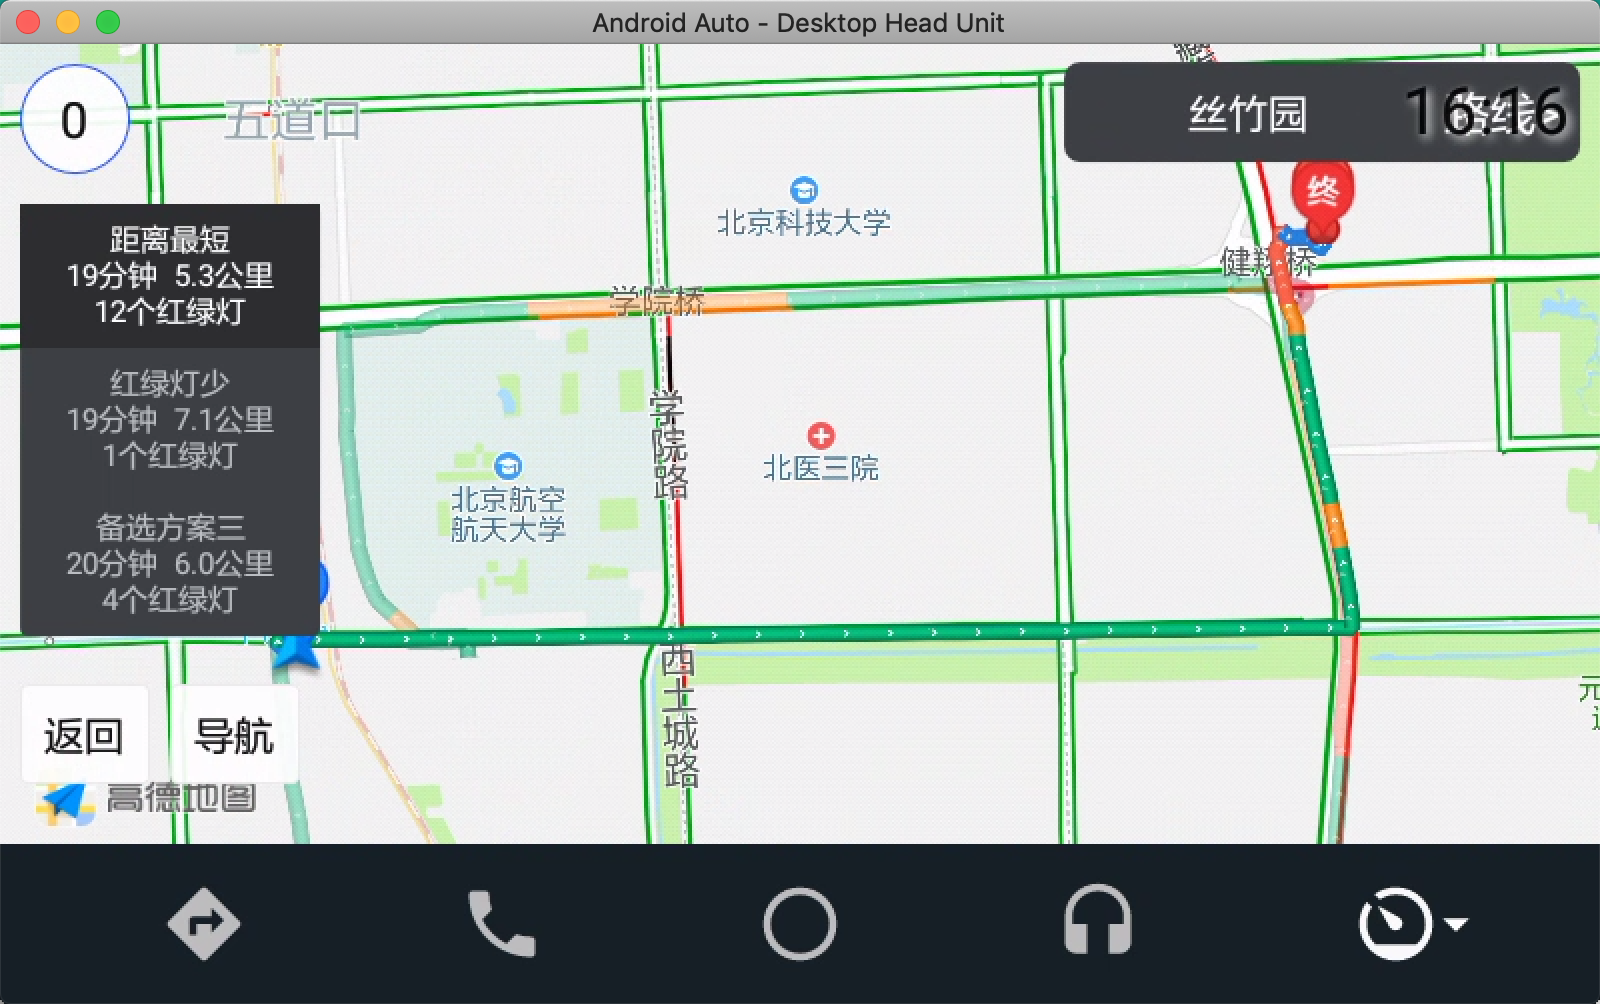 Android Auto - Desktop Head Unit
0
五道口
丝竹园
路线>
16:16
终
北京科技大学
健翔桥
学院桥
距离最短
19分钟 5.3公里
12个红绿灯
红绿灯少
19分钟 7.1公里
1个红绿灯
备选方案三
20分钟 6.0公里
4个红绿灯
学院路
北医三院
北京航空
航天大学
西土城路
元
返回
导航
高德地图